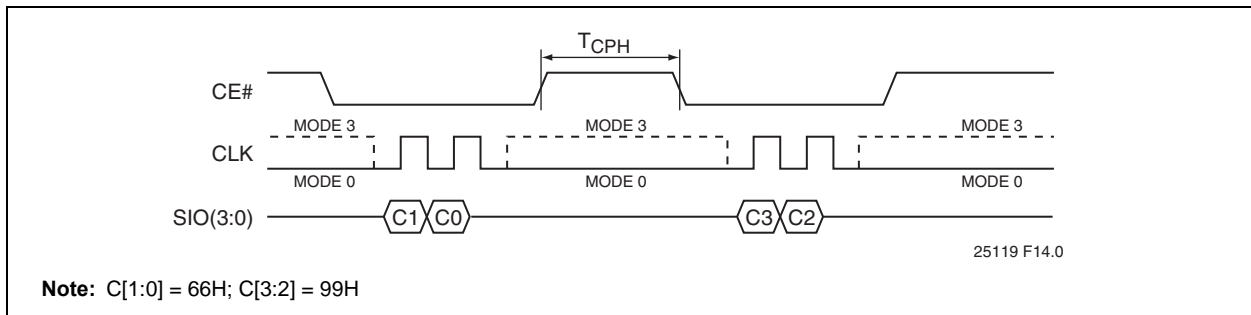 TCPH
CE#
MODE 3 MODE 3 MODE 3
CLK
MODE 0 MODE 0 MODE 0
SIO(3:0) C1 C0 C3 C2
25119 F14.0
Note: C[1:0] = 66H; C[3:2] = 99H